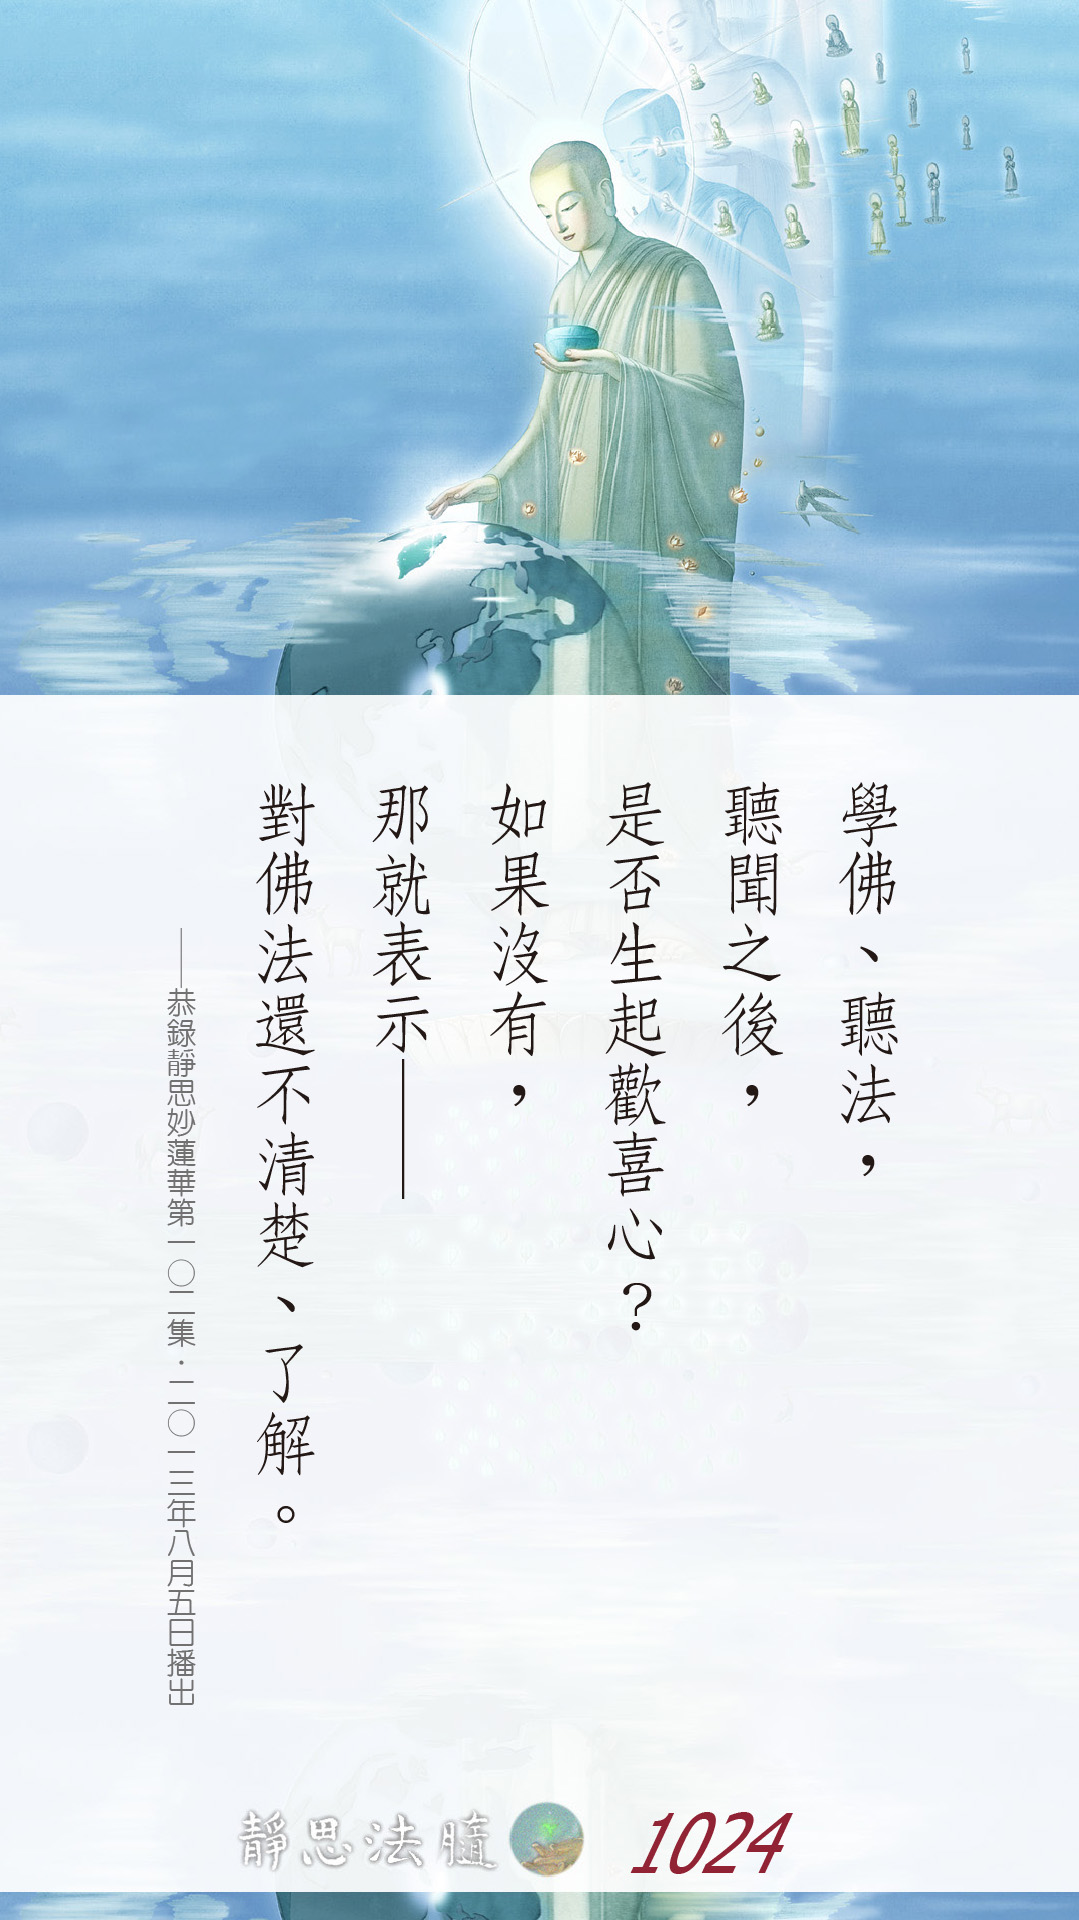 學佛、聽法，
聽聞之後，
是否生起歡喜心？
如果沒有，
那就表示——
對佛法還不清楚、了解。
——恭錄靜思妙蓮華第一〇二集．二〇一三年八月五日播出
靜思法髓
1024